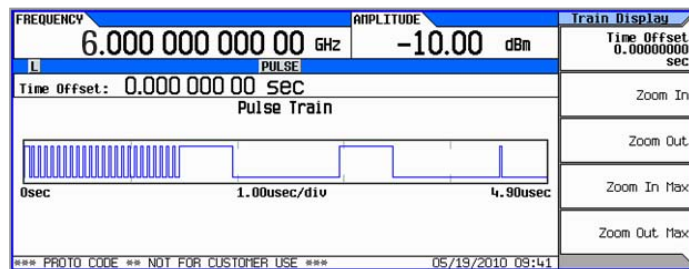 FREQUENCY
AMPLITUDE
Train Display
6.000 000 000 00 GHz
-10.00 dBm
Time Offset
0.00000000
sec
L
PULSE
Time Offset: 0.000 000 00 sec
Zoom In
Pulse Train
Zoom Out
0sec
1.00usec/div
4.90usec
Zoom In Max
Zoom Out Max
*** PROTO CODE ** NOT FOR CUSTOMER USE ***
05/19/2010 09:41